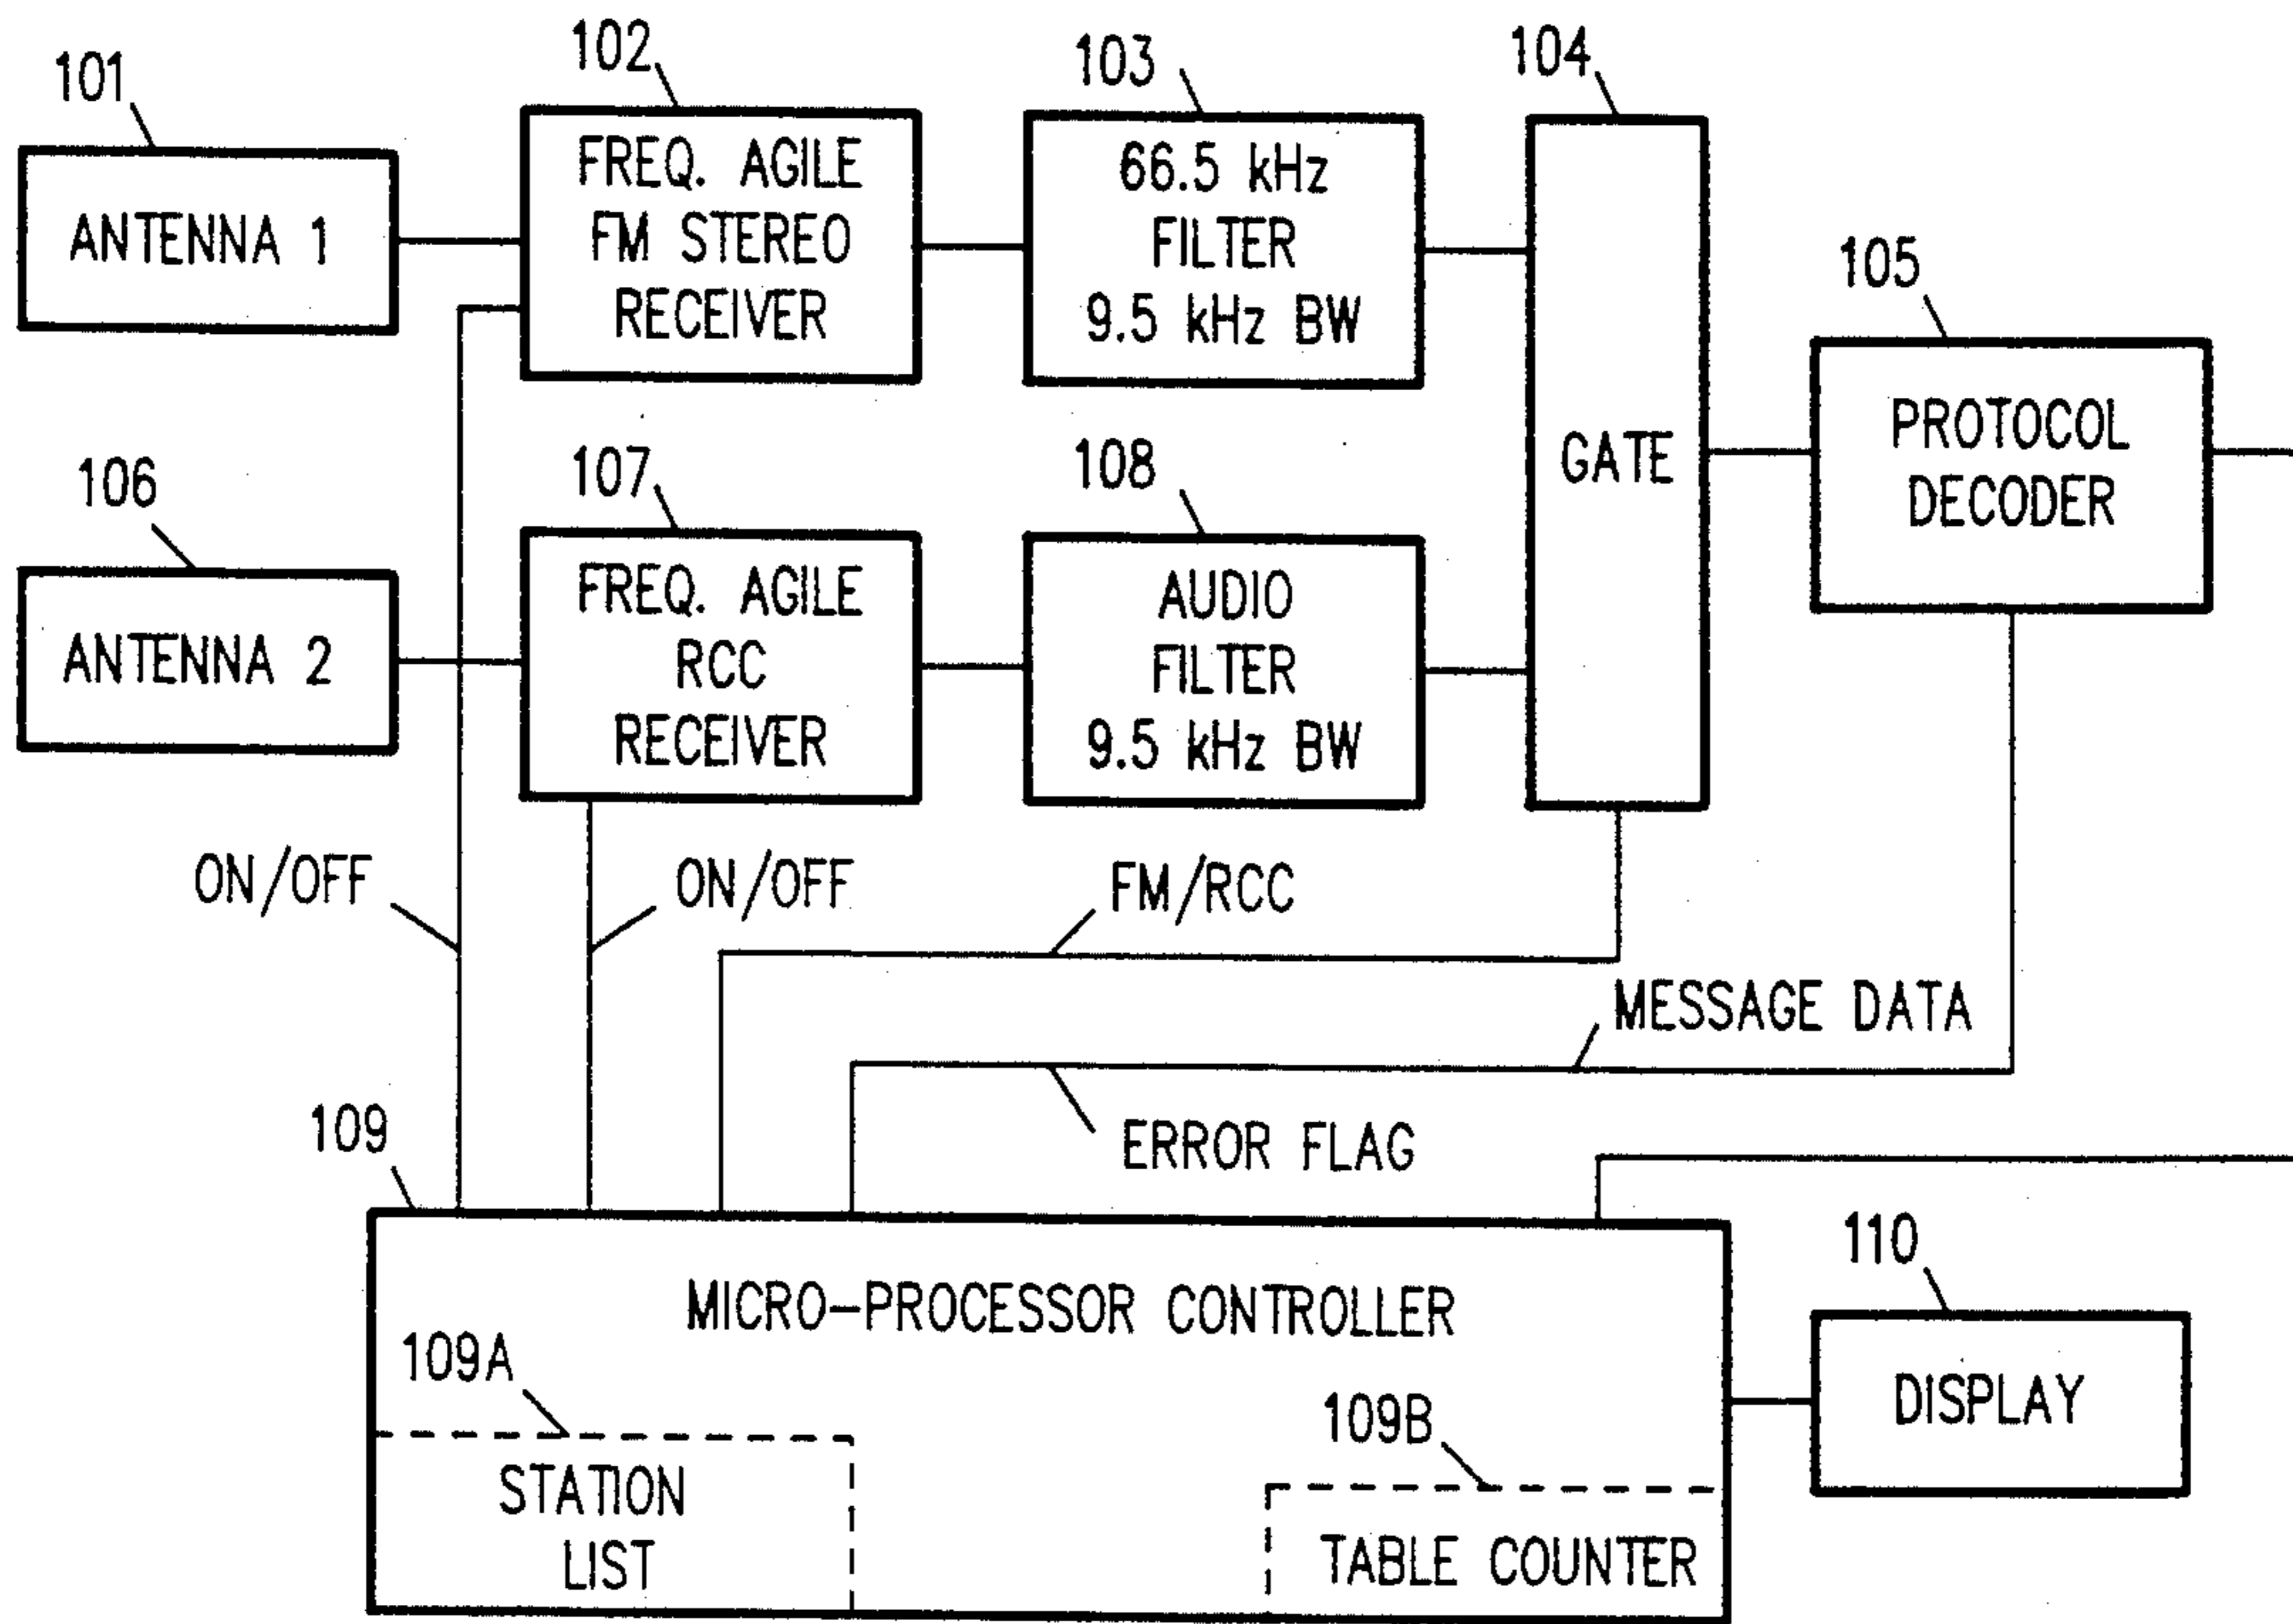 101
ANTENNA 1
102
FREQ. AGILE
FM STEREO
RECEIVER
103
66.5 kHz
FILTER
9.5 kHz BW
104
GATE
105
PROTOCOL
DECODER
106
ANTENNA 2
107
FREQ. AGILE
RCC
RECEIVER
108
AUDIO
FILTER
9.5 kHz BW
ON/OFF
ON/OFF
FM/RCC
MESSAGE DATA
ERROR FLAG
109
MICRO-PROCESSOR CONTROLLER
109A
STATION
LIST
109B
TABLE COUNTER
110
DISPLAY